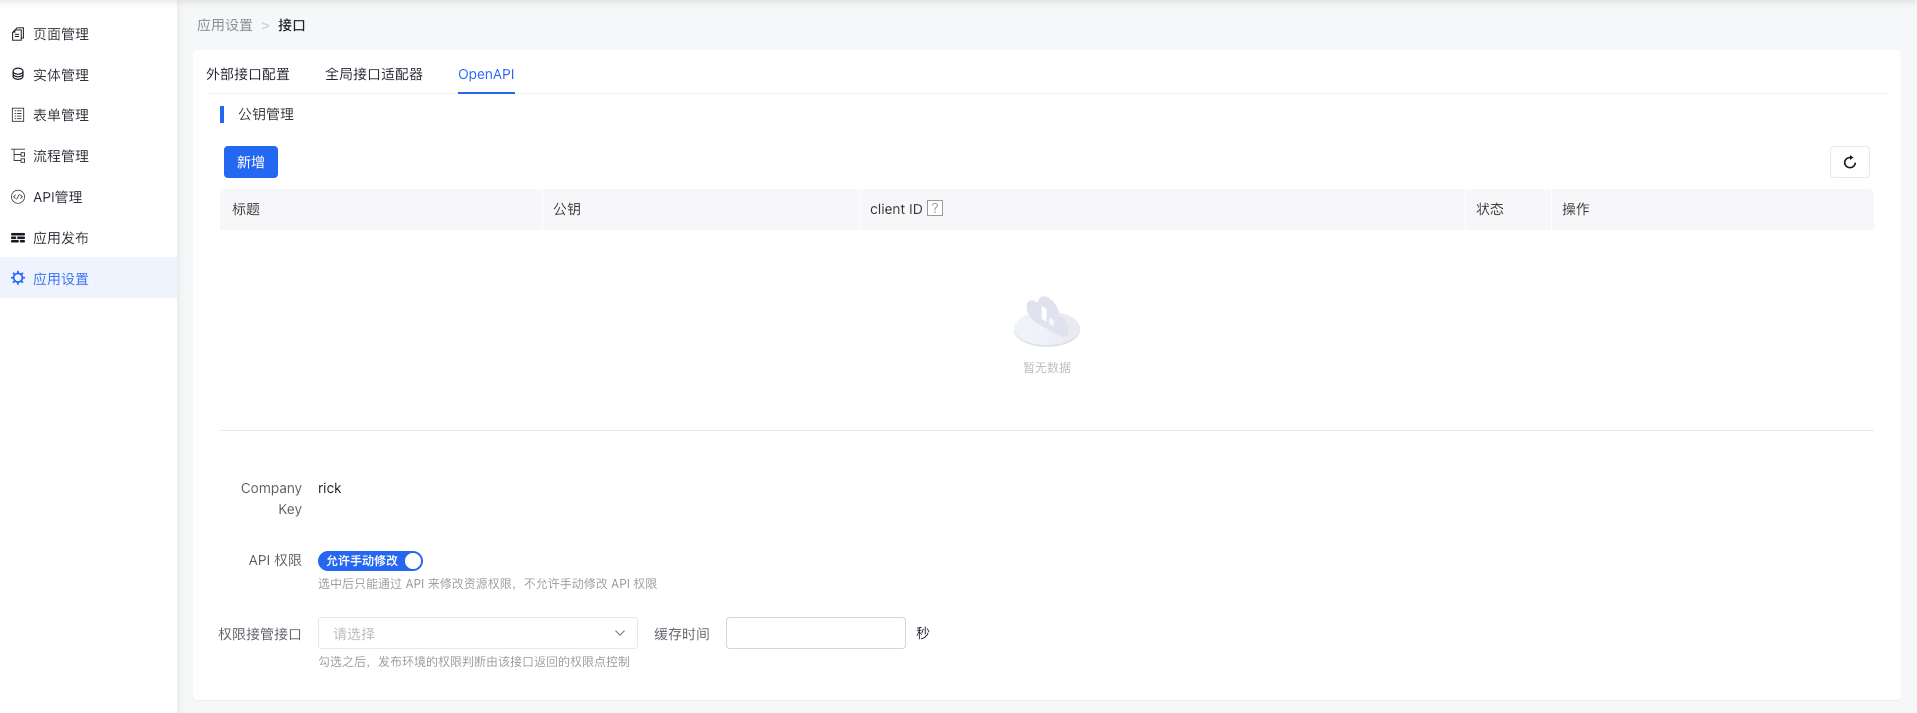 应用设置 > 接口
页面管理
实体管理
表单管理
流程管理
API管理
应用发布
应用设置
外部接口配置 全局接口适配器 OpenAPI
公钥管理
新增
标题 公钥 client ID ? 状态 操作
暂无数据
Company Key rick
API 权限 允许手动修改
选中后只能通过 API 来修改资源权限，不允许手动修改 API 权限
权限接管接口 请选择 缓存时间 秒
勾选之后，发布环境的权限判断由该接口返回的权限点控制